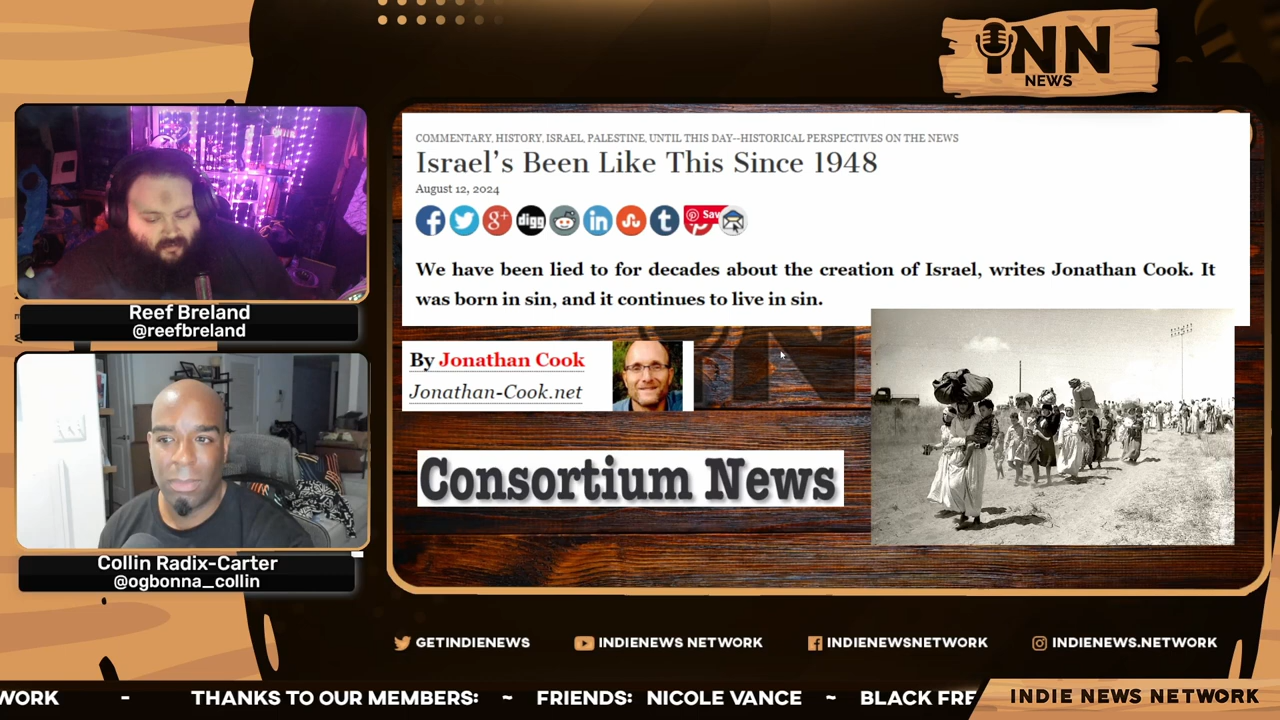 iNN
NEWS
COMMENTARY, HISTORY, ISRAEL, PALESTINE, UNTIL THIS DAY--HISTORICAL PERSPECTIVES ON THE NEWS
Israel's Been Like This Since 1948
August 12, 2024
digg
Sav
We have been lied to for decades about the creation of Israel, writes Jonathan Cook. It
was born in sin, and it continues to live in sin.
By Jonathan Cook
Jonathan-Cook.net
Consortium News
Reef Breland
@reefbreland
Collin Radix-Carter
@ogbonna_collin
GETINDIENEWS
INDIENEWS NETWORK
INDIENEWSNETWORK
INDIENEWS.NETWORK
WORK - THANKS TO OUR MEMBERS: ~ FRIENDS: NICOLE VANCE ~ BLACK FRE
INDIE NEWS NETWORK